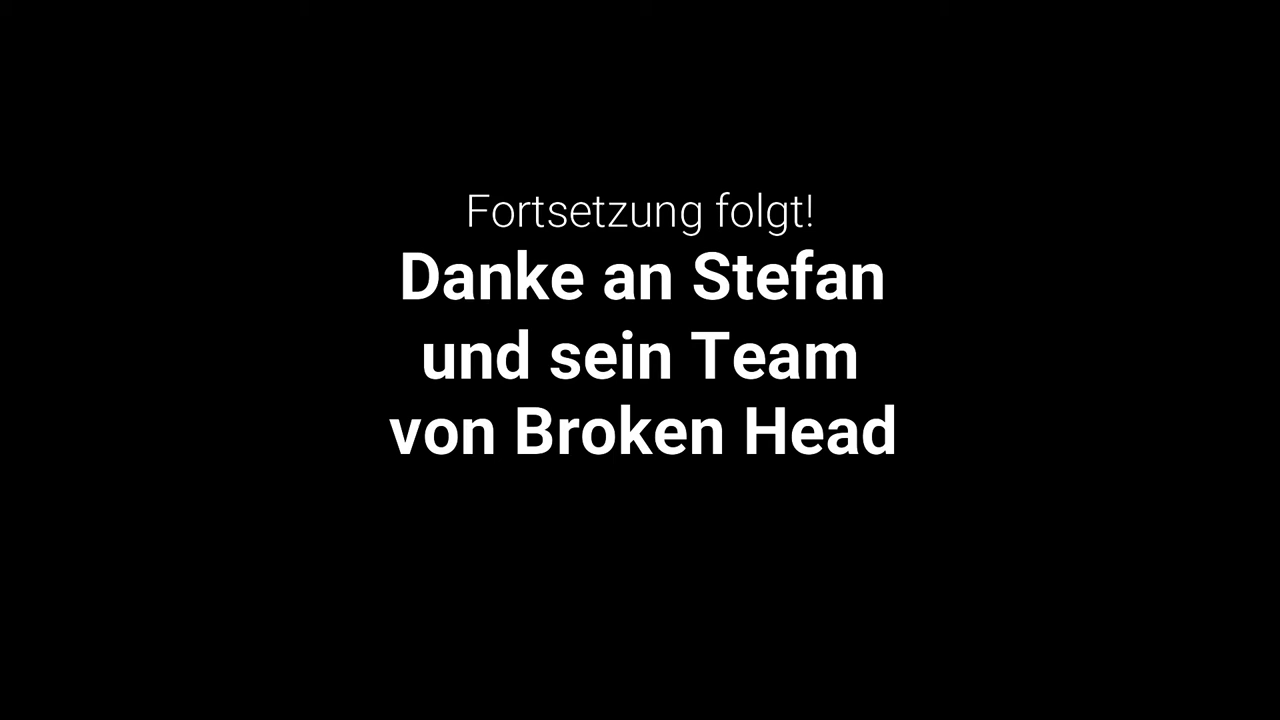 Fortsetzung folgt!
Danke an Stefan
und sein Team
von Broken Head